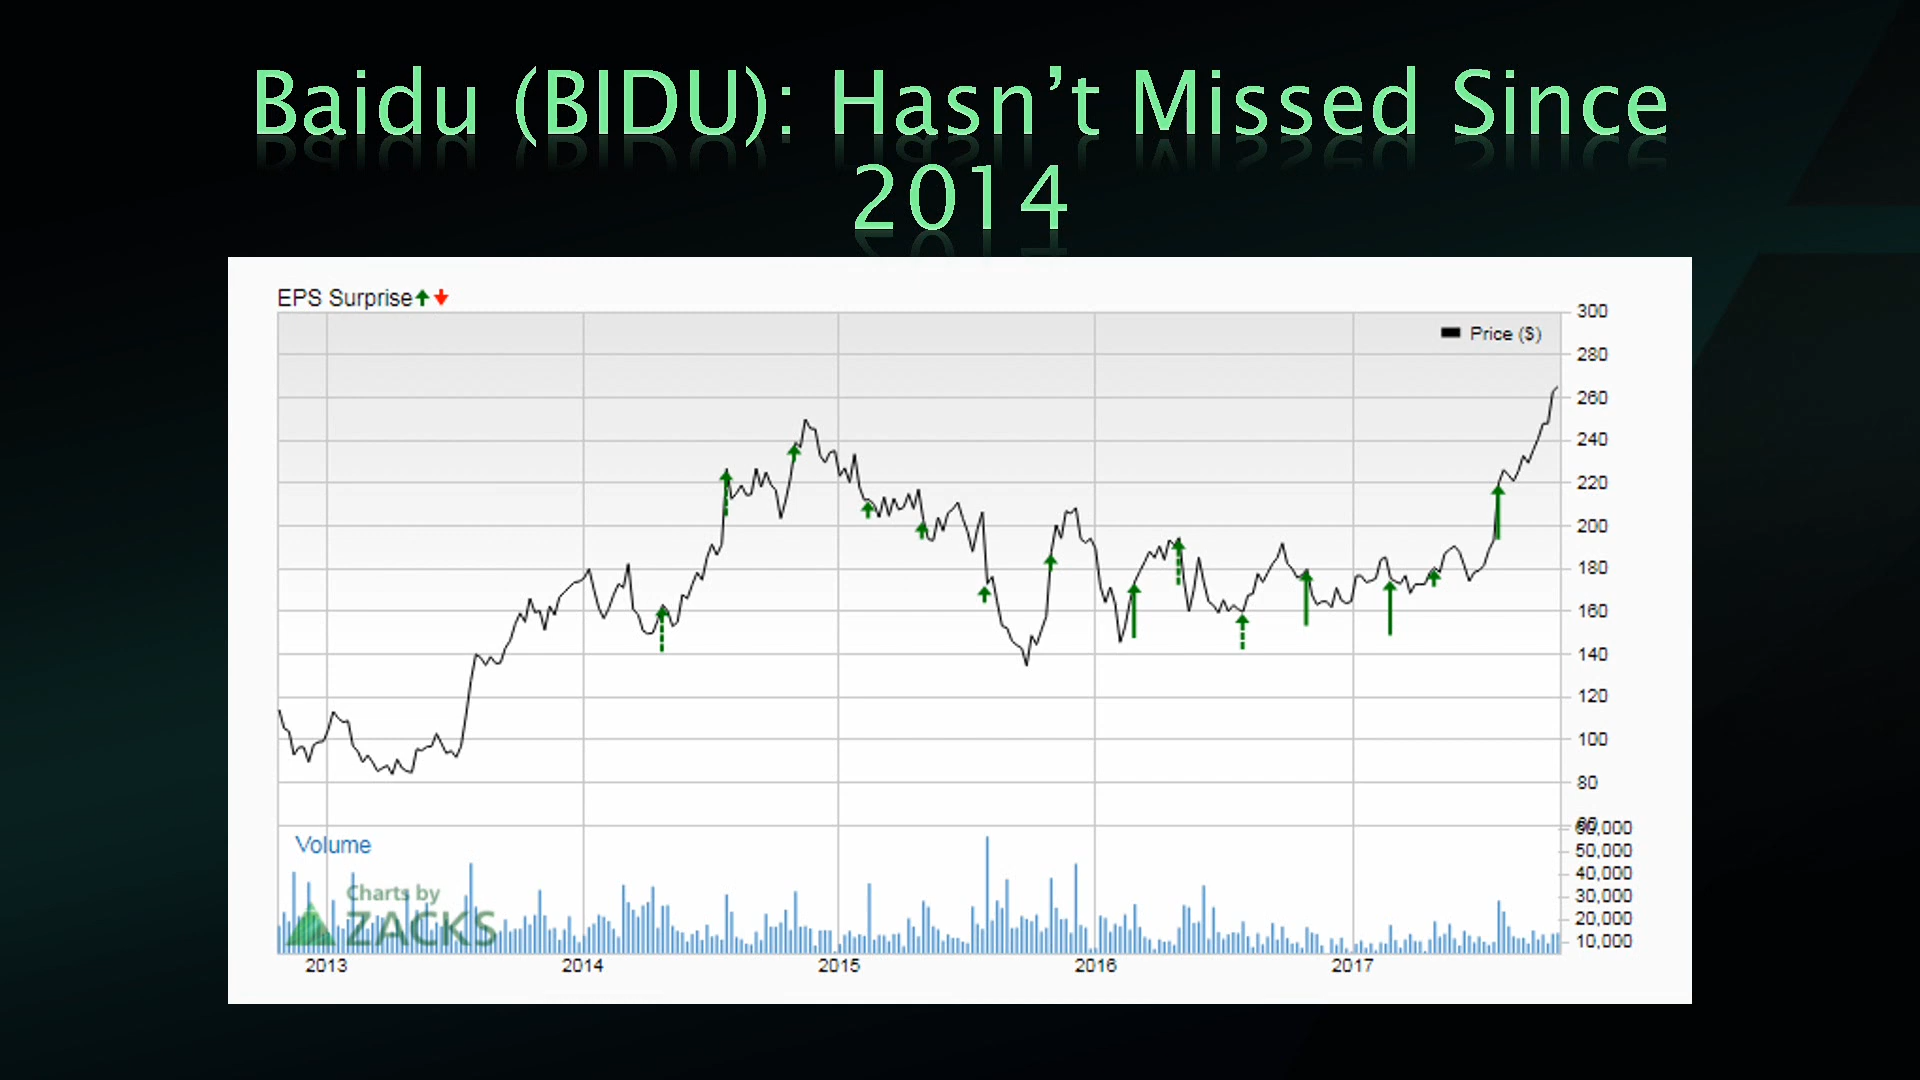 Baidu (BIDU): Hasn’t Missed Since
2014
EPS Surprise
Price ($)
300
280
260
240
220
200
180
160
140
120
100
80
60
60,000
50,000
40,000
30,000
20,000
10,000
Volume
Charts by
ZACKS
2013 2014 2015 2016 2017